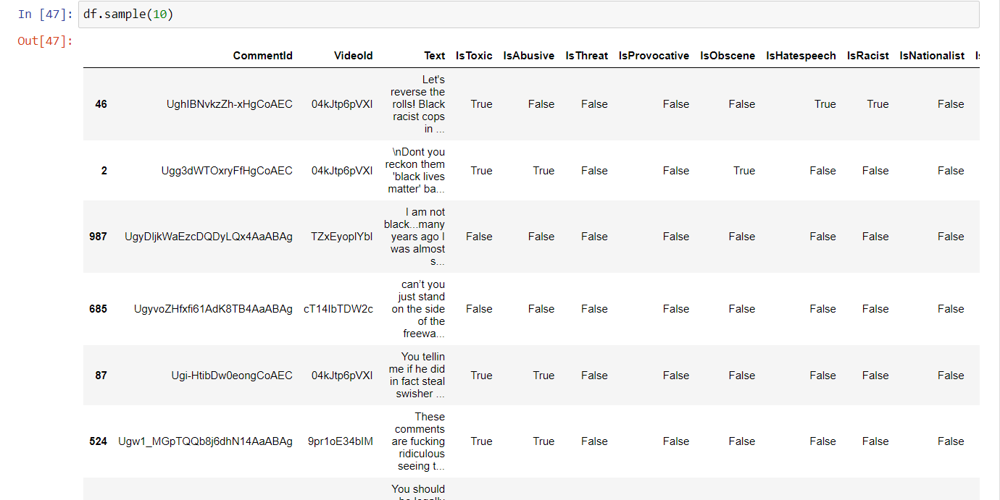 In [47]: df.sample(10)
Out[47]:
CommentId VideoId Text IsToxic IsAbusive IsThreat IsProvocative IsObscene IsHatespeech IsRacist IsNationalist
Let's
reverse the
rolls! Black
46 UghIBNvkzZh-xHgCoAEC 04kJtp6pVXI racist cops True False False False False True True False
in ...
\nDont you
2 Ugg3dWTOxryFfHgCoAEC 04kJtp6pVXI reckon them True True False False True False False False
'black lives
matter' ba...
I am not
black...many
987 UgyDIjkWaEzcDQDyLQx4AaABAg TZxEyoplYbI years ago I False False False False False False False False
was almost
s...
can’t you
just stand
685 UgyvoZHfxfi61AdK8TB4AaABAg cT14IbTDW2c on the side False False False False False False False False
of the
freewa...
You tellin
me if he did
87 Ugi-HtibDw0eongCoAEC 04kJtp6pVXI in fact steal True True False False False False False False
swisher ...
These
comments
524 Ugw1_MGpTQQb8j6dhN14AaABAg 9pr1oE34bIM are fucking True True False False False False False False
ridiculous
seeing t...
You should